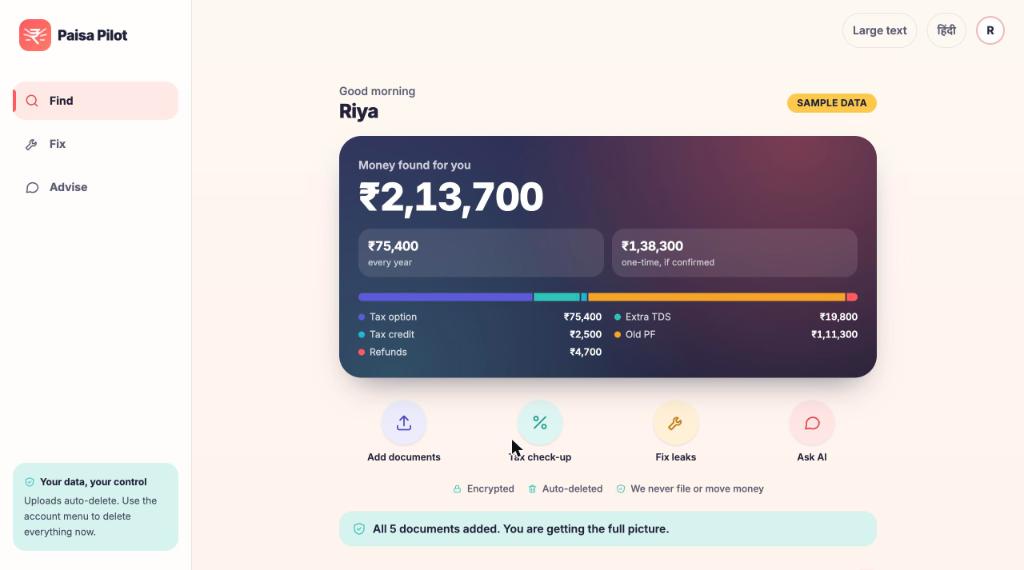 Paisa Pilot
Find
Fix
Advise
Your data, your control
Uploads auto-delete. Use the
account menu to delete
everything now.
Large text
हिंदी
R
Good morning
Riya
SAMPLE DATA
Money found for you
₹2,13,700
₹75,400
every year
₹1,38,300
one-time, if confirmed
Tax option ₹75,400
Extra TDS ₹19,800
Tax credit ₹2,500
Old PF ₹1,11,300
Refunds ₹4,700
Add documents
Tax check-up
Fix leaks
Ask AI
Encrypted
Auto-deleted
We never file or move money
All 5 documents added. You are getting the full picture.